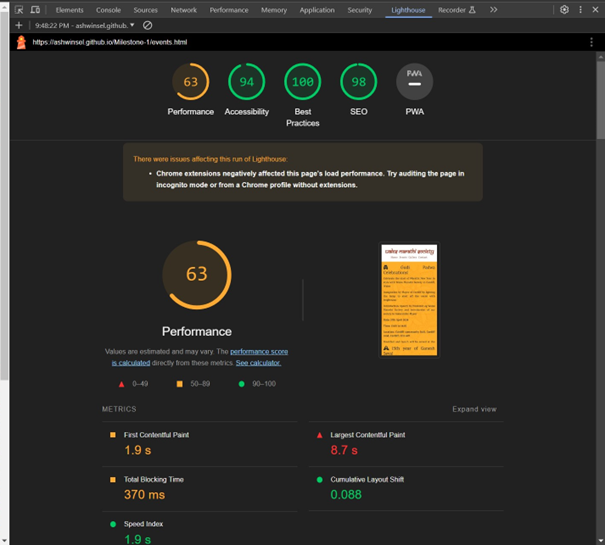 Elements Console Sources Network Performance Memory Application Security Lighthouse Recorder
9:48:22 PM – ashwinsel.github.
https://ashwinsel.github.io/Milestone-1/events.html
63 94 100 98 PWA
Performance Accessibility Best Practices SEO PWA
There were issues affecting this run of Lighthouse:
• Chrome extensions negatively affected this page's load performance. Try auditing the page in
incognito mode or from a Chrome profile without extensions.
63
Performance
Values are estimated and may vary. The performance score
is calculated directly from these metrics. See calculator.
0–49 50–89 90–100
METRICS Expand view
First Contentful Paint
1.9 s
Largest Contentful Paint
8.7 s
Total Blocking Time
370 ms
Cumulative Layout Shift
0.088
Speed Index
1.9 s